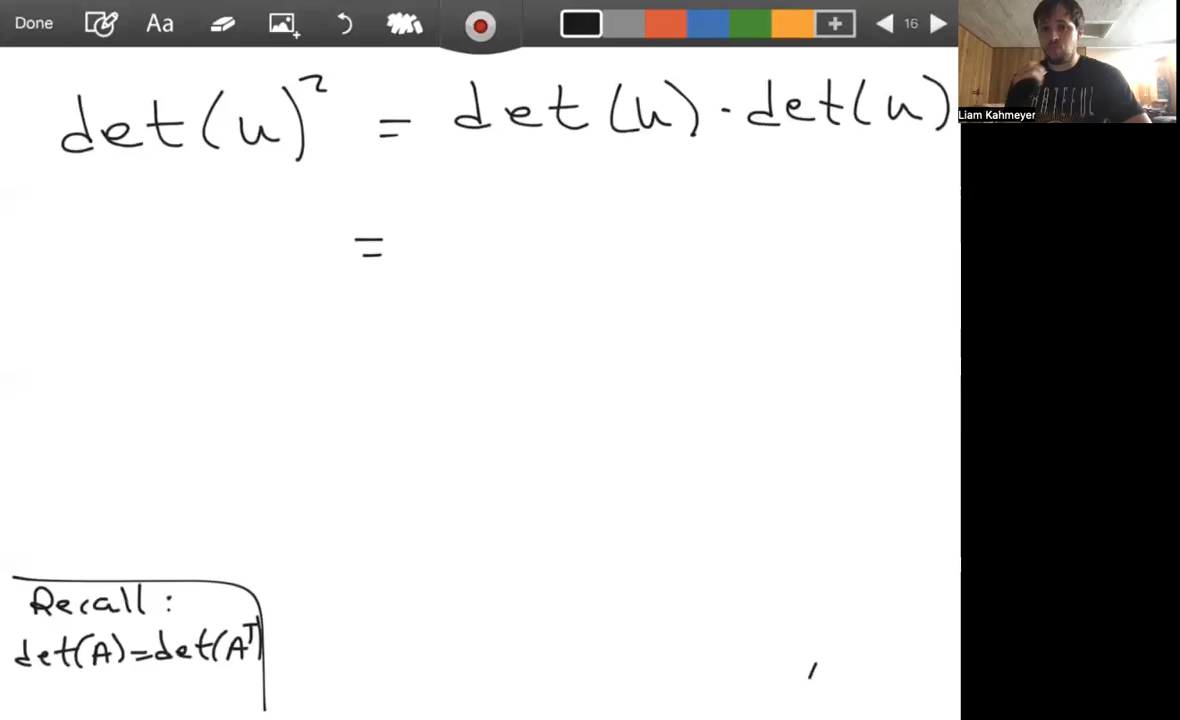 Done Aa 16
det(u)² = det(u)·det(u)
=
Liam Kahmeyer
Recall:
det(A)=det(Aᵀ)